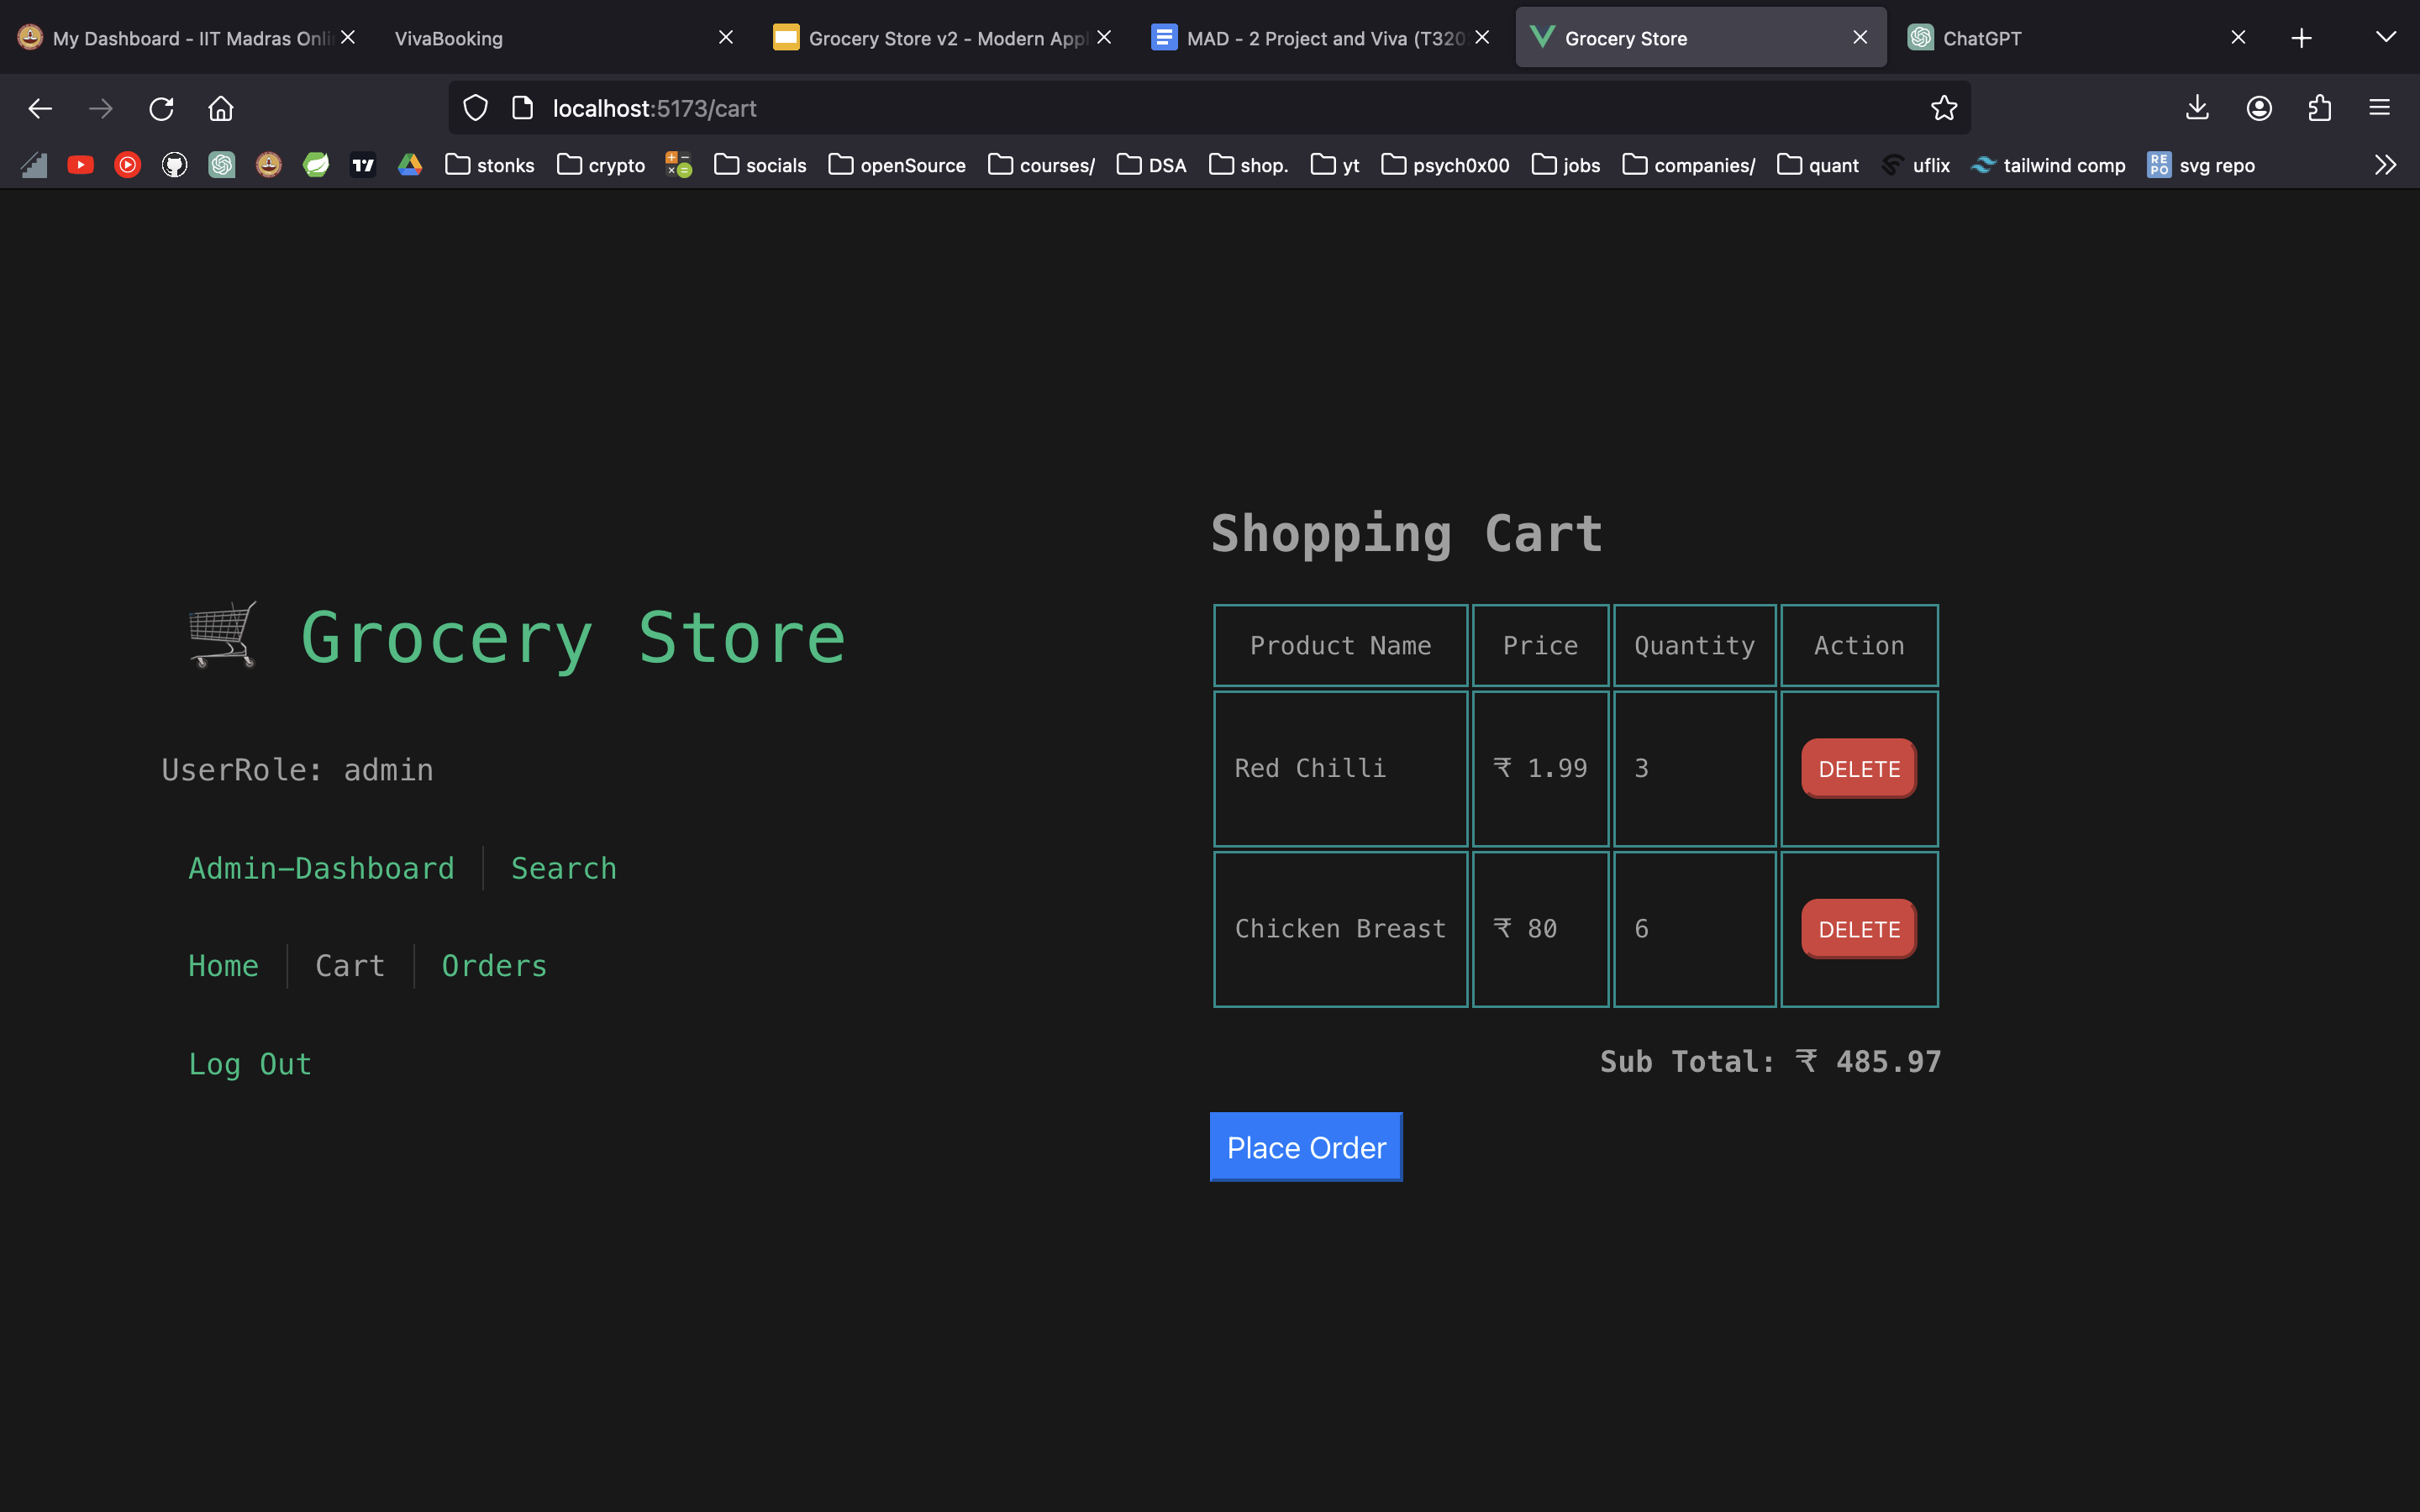 My Dashboard - IIT Madras Onli
VivaBooking
Grocery Store v2 - Modern Appl
MAD - 2 Project and Viva (T320
Grocery Store
ChatGPT
localhost:5173/cart
stonks
crypto
socials
openSource
courses/
DSA
shop.
yt
psych0x00
jobs
companies/
quant
uflix
tailwind comp
RE
PO
svg repo
Grocery Store
UserRole: admin
Admin-Dashboard Search
Home Cart Orders
Log Out
Shopping Cart
Product Name Price Quantity Action
Red Chilli ₹ 1.99 3 DELETE
Chicken Breast ₹ 80 6 DELETE
Sub Total: ₹ 485.97
Place Order